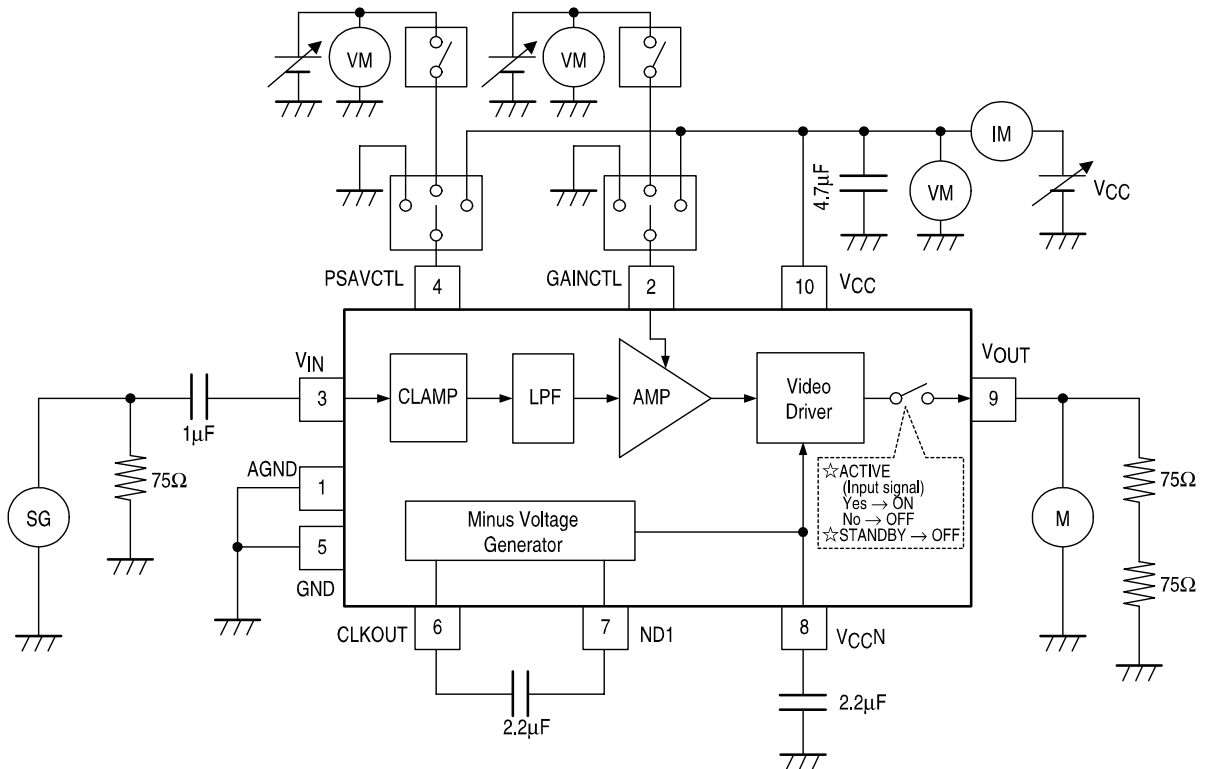 VM
VM
IM
4.7μF
VM
VCC
PSAVCTL
4
GAINCTL
2
10
VCC
VIN
3
CLAMP
LPF
AMP
Video
Driver
VOUT
9
1μF
75Ω
SG
AGND
1
5
GND
Minus Voltage
Generator
☆ACTIVE
(Input signal)
Yes → ON
No → OFF
☆STANDBY → OFF
75Ω
M
75Ω
CLKOUT
6
7
ND1
8
VCCN
2.2μF
2.2μF